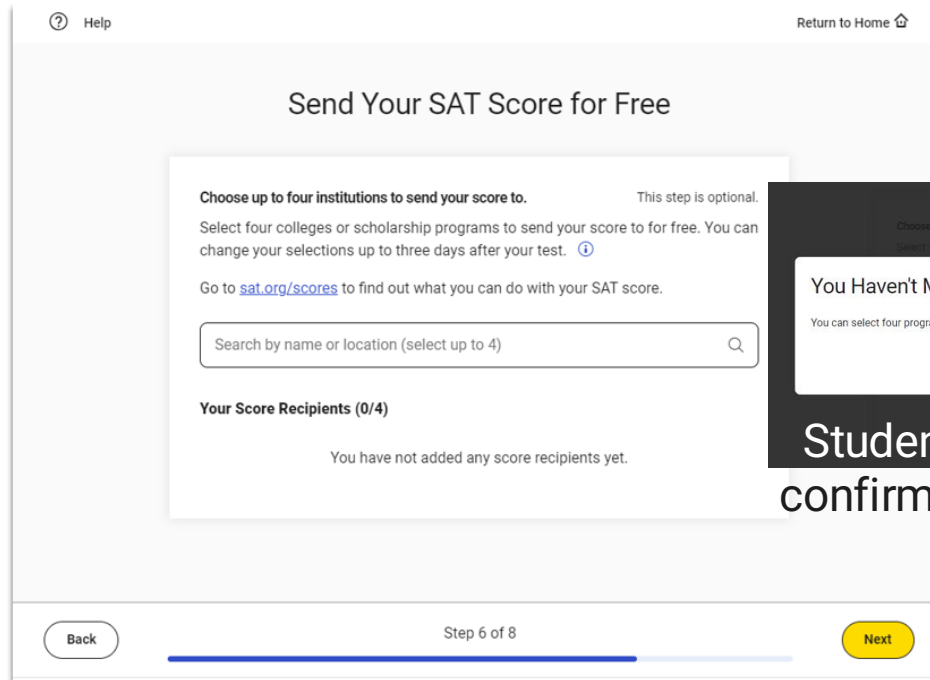 Help
Return to Home
Send Your SAT Score for Free
Choose up to four institutions to send your score to.
This step is optional.
Select four colleges or scholarship programs to send your score to for free. You can
change your selections up to three days after your test.
Go to sat.org/scores to find out what you can do with your SAT score.
Search by name or location (select up to 4)
Your Score Recipients (0/4)
You have not added any score recipients yet.
Choose
Select
You Haven't M
You can select four progra
Studen
confirm
Back
Step 6 of 8
Next